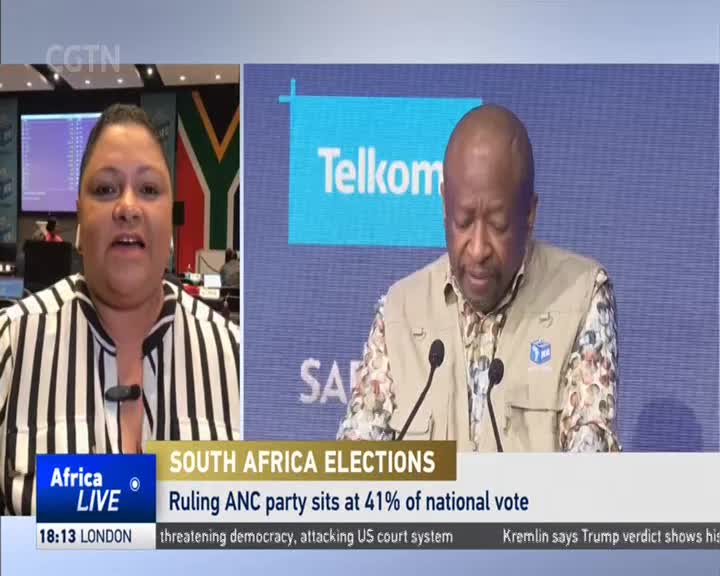 CGTN
Telkom
SA
SOUTH AFRICA ELECTIONS
Africa
LIVE
Ruling ANC party sits at 41% of national vote
18:13 LONDON
threatening democracy, attacking US court system Kremlin says Trump verdict shows his